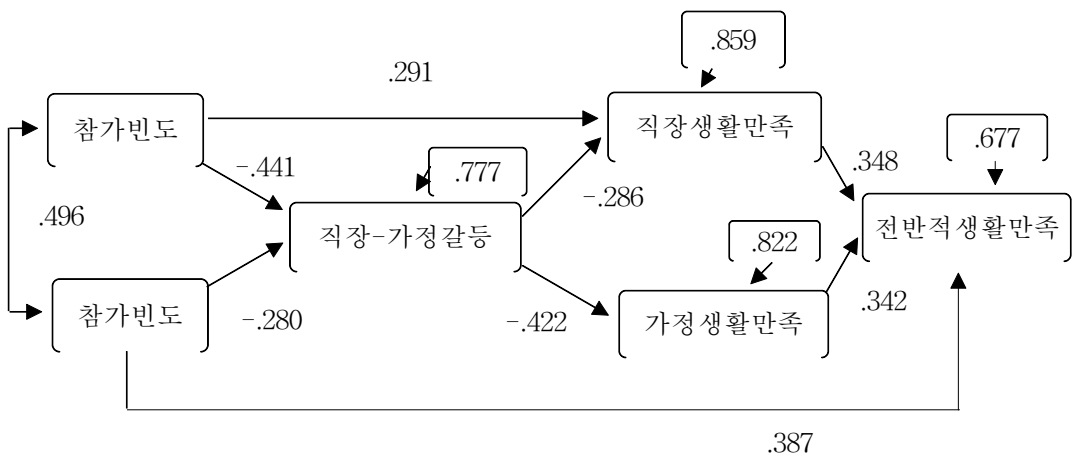 .859
.291
참가빈도
직장생활만족
.677
-.441
.777
.348
-.286
.496
직장-가정갈등
전반적생활만족
.822
참가빈도
-.280
-.422
가정생활만족
.342
.387